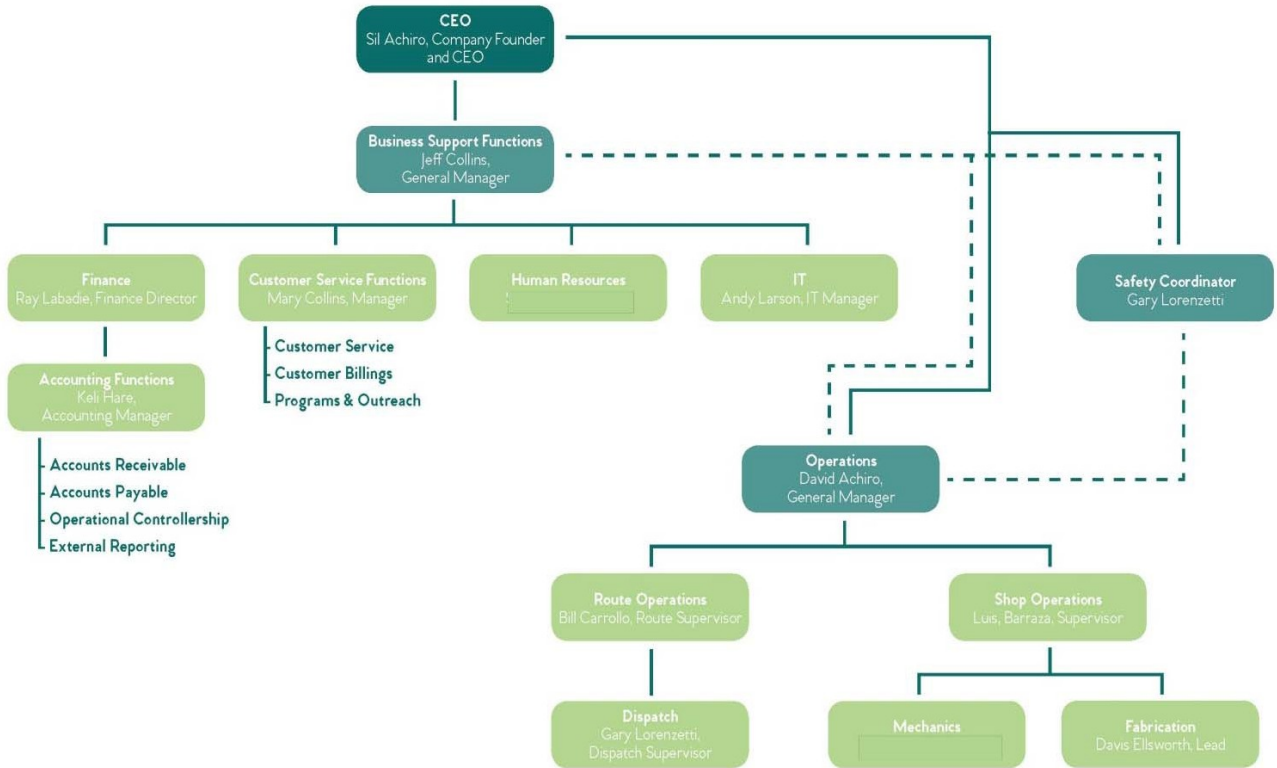 CEO
Sil Achiro, Company Founder
and CEO
Business Support Functions
Jeff Collins,
General Manager
Finance
Ray Labadie, Finance Director
Customer Service Functions
Mary Collins, Manager
Human Resources
IT
Andy Larson, IT Manager
Safety Coordinator
Gary Lorenzetti
- Customer Service
- Customer Billings
- Programs & Outreach
Accounting Functions
Keli Hare,
Accounting Manager
- Accounts Receivable
- Accounts Payable
- Operational Controllership
- External Reporting
Operations
David Achiro,
General Manager
Route Operations
Bill Carrollo, Route Supervisor
Shop Operations
Luis, Barraza, Supervisor
Dispatch
Gary Lorenzetti,
Dispatch Supervisor
Mechanics
Fabrication
Davis Ellsworth, Lead